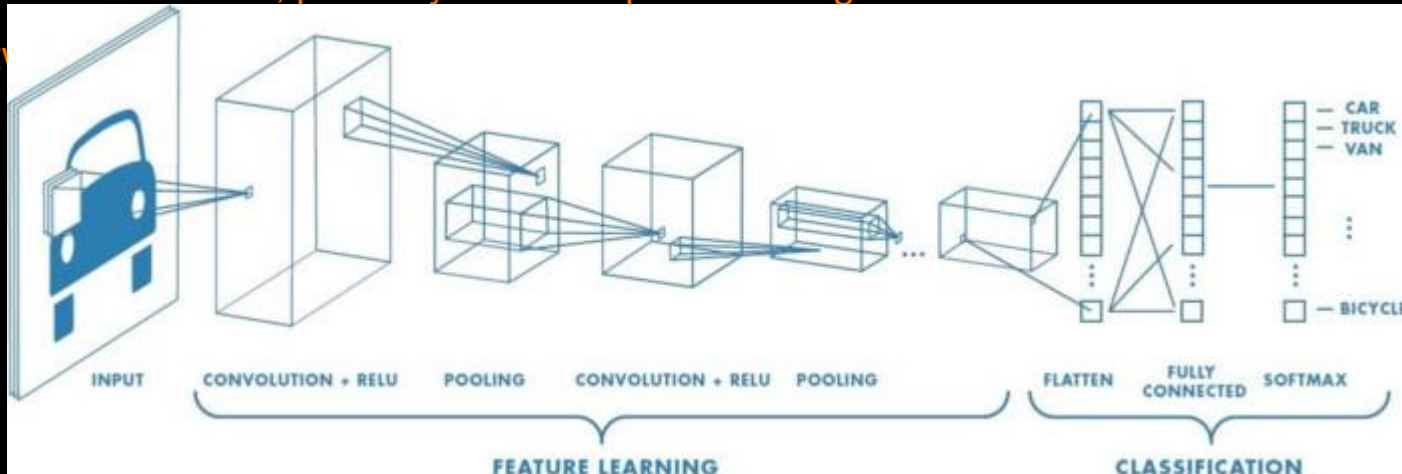 CAR
TRUCK
VAN
BICYCLE
INPUT
CONVOLUTION + RELU
POOLING
CONVOLUTION + RELU
POOLING
FLATTEN
FULLY
CONNECTED
SOFTMAX
FEATURE LEARNING
CLASSIFICATION